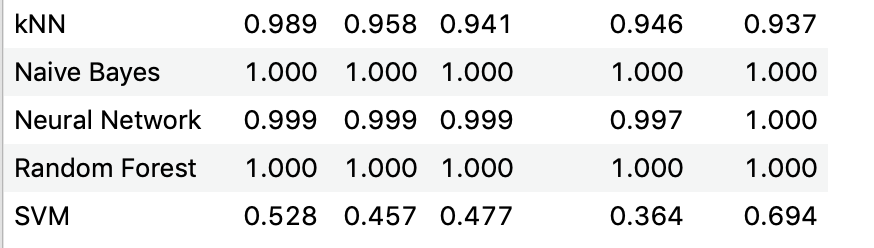 kNN 0.989 0.958 0.941 0.946 0.937
Naive Bayes 1.000 1.000 1.000 1.000 1.000
Neural Network 0.999 0.999 0.999 0.997 1.000
Random Forest 1.000 1.000 1.000 1.000 1.000
SVM 0.528 0.457 0.477 0.364 0.694